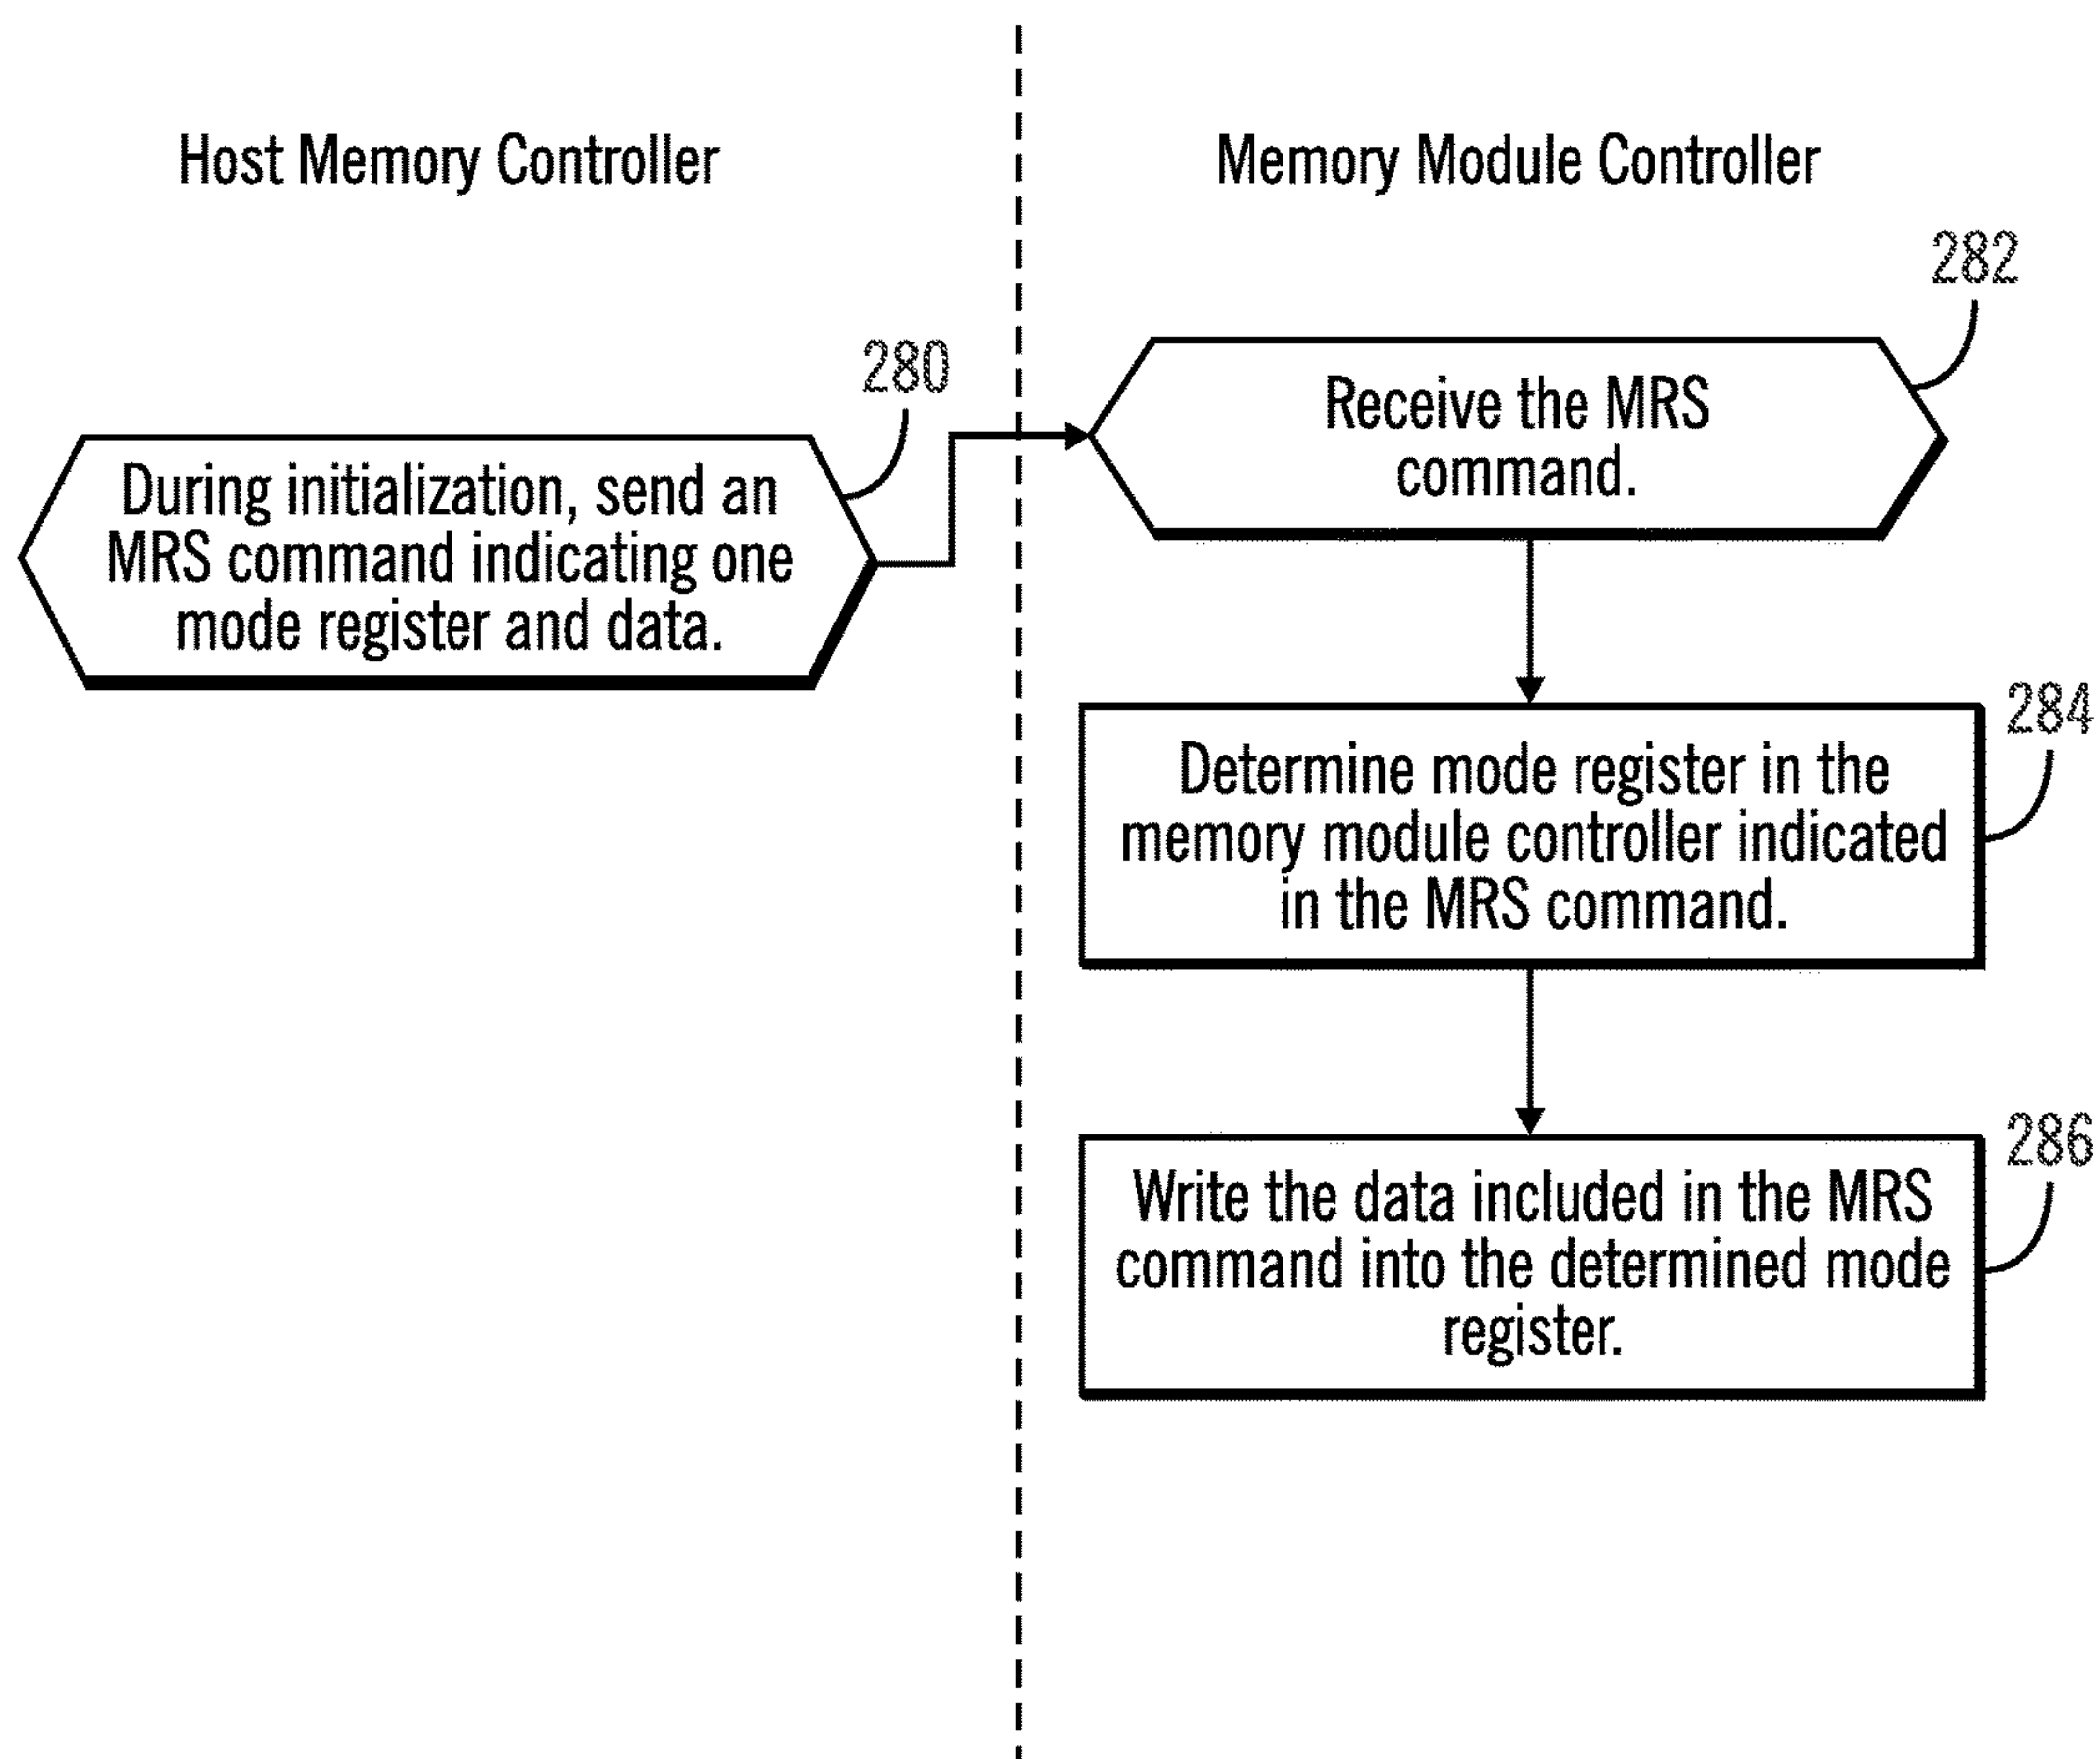 Host Memory Controller
Memory Module Controller
280
During initialization, send an
MRS command indicating one
mode register and data.
282
Receive the MRS
command.
284
Determine mode register in the
memory module controller indicated
in the MRS command.
286
Write the data included in the MRS
command into the determined mode
register.